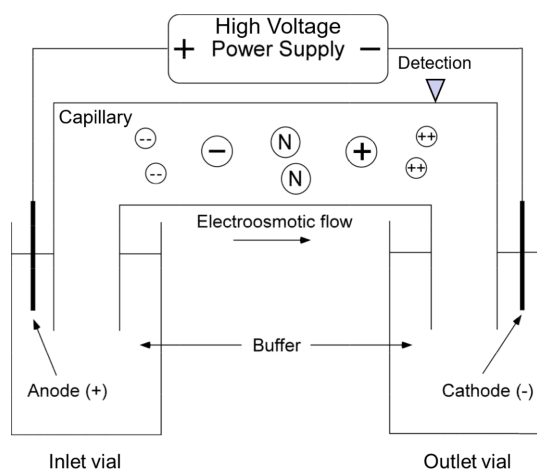 High Voltage
+ Power Supply −
Detection
Capillary
-- − N + ++
-- N ++
Electroosmotic flow
Buffer
Anode (+)
Cathode (-)
Inlet vial
Outlet vial